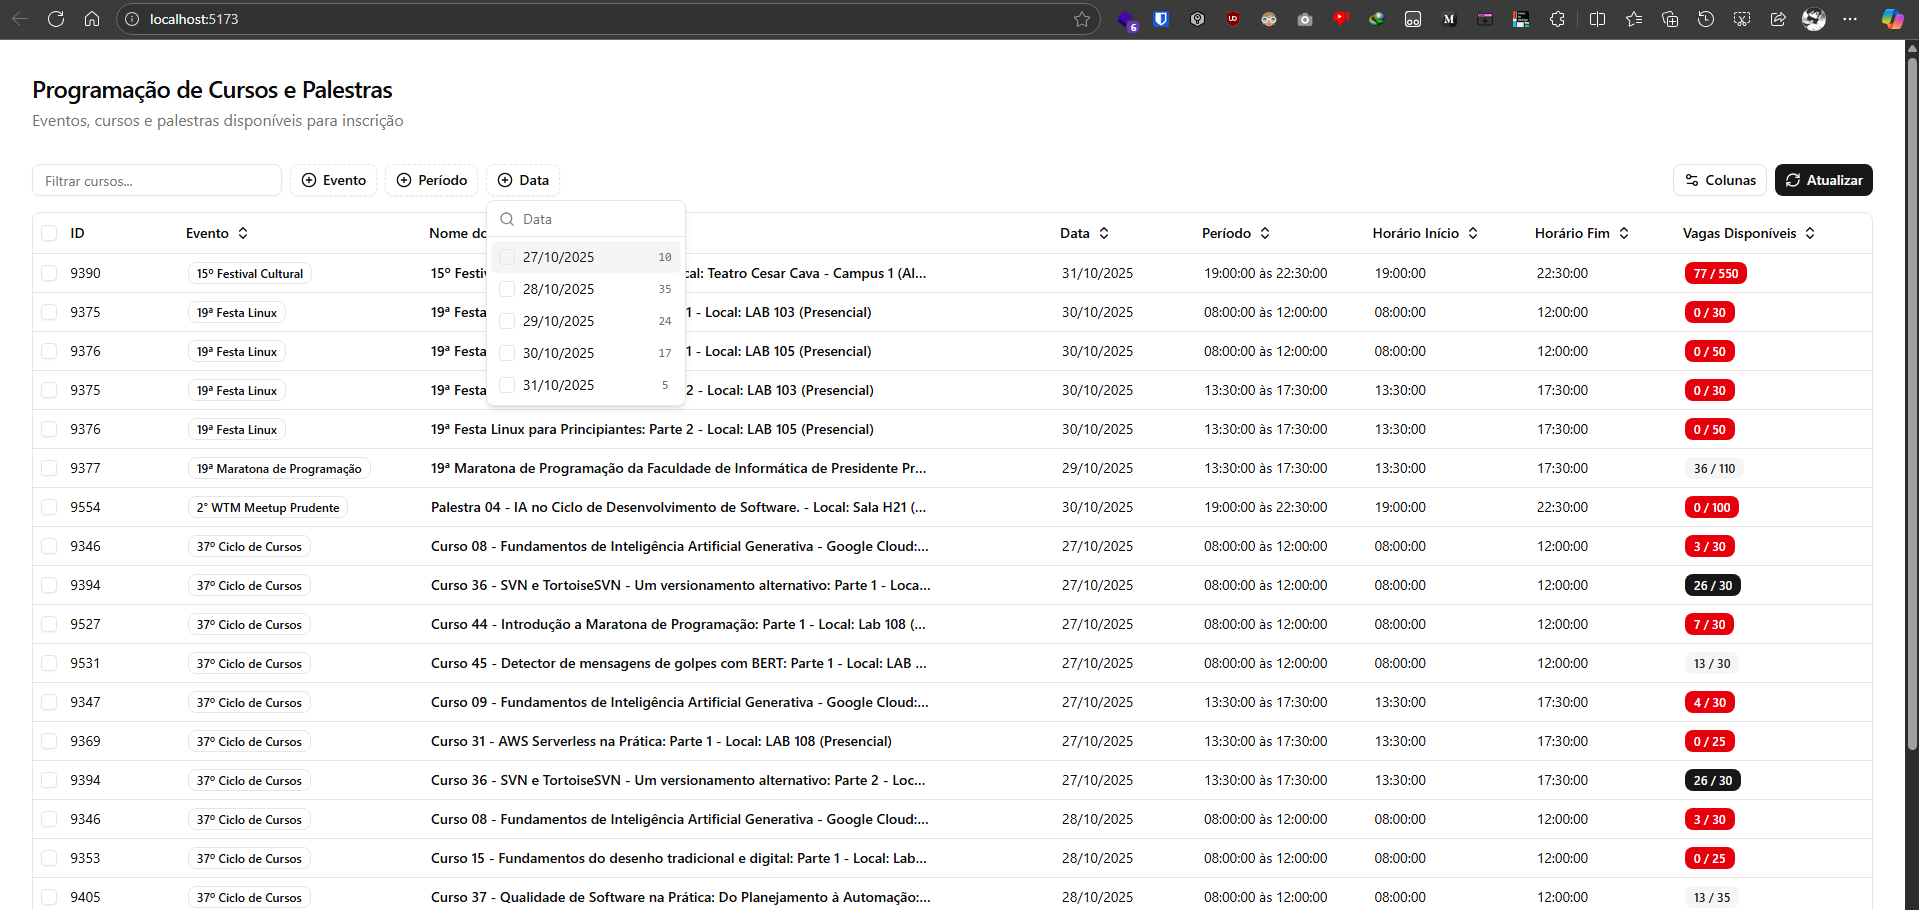 localhost:5173
6
Programação de Cursos e Palestras
Eventos, cursos e palestras disponíveis para inscrição
Filtrar cursos... Evento Período Data Colunas Atualizar
Data
27/10/2025 10
28/10/2025 35
29/10/2025 24
30/10/2025 17
31/10/2025 5
ID Evento Nome do Data Período Horário Início Horário Fim Vagas Disponíveis
9390 15º Festival Cultural 15º Festiv cal: Teatro Cesar Cava - Campus 1 (Al... 31/10/2025 19:00:00 às 22:30:00 19:00:00 22:30:00 77 / 550
9375 19ª Festa Linux 19ª Festa 1 - Local: LAB 103 (Presencial) 30/10/2025 08:00:00 às 12:00:00 08:00:00 12:00:00 0 / 30
9376 19ª Festa Linux 19ª Festa 1 - Local: LAB 105 (Presencial) 30/10/2025 08:00:00 às 12:00:00 08:00:00 12:00:00 0 / 50
9375 19ª Festa Linux 19ª Festa 2 - Local: LAB 103 (Presencial) 30/10/2025 13:30:00 às 17:30:00 13:30:00 17:30:00 0 / 30
9376 19ª Festa Linux 19ª Festa Linux para Principiantes: Parte 2 - Local: LAB 105 (Presencial) 30/10/2025 13:30:00 às 17:30:00 13:30:00 17:30:00 0 / 50
9377 19ª Maratona de Programação 19ª Maratona de Programação da Faculdade de Informática de Presidente Pr... 29/10/2025 13:30:00 às 17:30:00 13:30:00 17:30:00 36 / 110
9554 2° WTM Meetup Prudente Palestra 04 - IA no Ciclo de Desenvolvimento de Software. - Local: Sala H21 (... 30/10/2025 19:00:00 às 22:30:00 19:00:00 22:30:00 0 / 100
9346 37º Ciclo de Cursos Curso 08 - Fundamentos de Inteligência Artificial Generativa - Google Cloud:... 27/10/2025 08:00:00 às 12:00:00 08:00:00 12:00:00 3 / 30
9394 37º Ciclo de Cursos Curso 36 - SVN e TortoiseSVN - Um versionamento alternativo: Parte 1 - Loca... 27/10/2025 08:00:00 às 12:00:00 08:00:00 12:00:00 26 / 30
9527 37º Ciclo de Cursos Curso 44 - Introdução a Maratona de Programação: Parte 1 - Local: Lab 108 (... 27/10/2025 08:00:00 às 12:00:00 08:00:00 12:00:00 7 / 30
9531 37º Ciclo de Cursos Curso 45 - Detector de mensagens de golpes com BERT: Parte 1 - Local: LAB ... 27/10/2025 08:00:00 às 12:00:00 08:00:00 12:00:00 13 / 30
9347 37º Ciclo de Cursos Curso 09 - Fundamentos de Inteligência Artificial Generativa - Google Cloud:... 27/10/2025 13:30:00 às 17:30:00 13:30:00 17:30:00 4 / 30
9369 37º Ciclo de Cursos Curso 31 - AWS Serverless na Prática: Parte 1 - Local: LAB 108 (Presencial) 27/10/2025 13:30:00 às 17:30:00 13:30:00 17:30:00 0 / 25
9394 37º Ciclo de Cursos Curso 36 - SVN e TortoiseSVN - Um versionamento alternativo: Parte 2 - Loc... 27/10/2025 13:30:00 às 17:30:00 13:30:00 17:30:00 26 / 30
9346 37º Ciclo de Cursos Curso 08 - Fundamentos de Inteligência Artificial Generativa - Google Cloud:... 28/10/2025 08:00:00 às 12:00:00 08:00:00 12:00:00 3 / 30
9353 37º Ciclo de Cursos Curso 15 - Fundamentos do desenho tradicional e digital: Parte 1 - Local: Lab... 28/10/2025 08:00:00 às 12:00:00 08:00:00 12:00:00 0 / 25
9405 37º Ciclo de Cursos Curso 37 - Qualidade de Software na Prática: Do Planejamento à Automação:... 28/10/2025 08:00:00 às 12:00:00 08:00:00 12:00:00 13 / 35